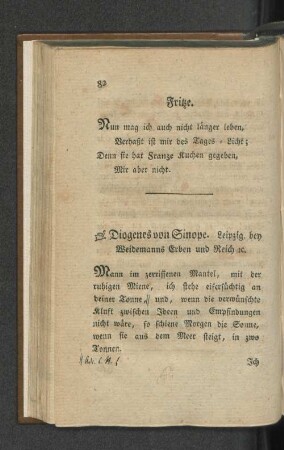 82
Fritze.
Nun mag ich auch nicht länger leben,
Verhaßt ist mir des Tages-Licht;
Denn sie hat Franze Kuchen gegeben,
Mir aber nicht.
Diogenes von Sinope. Leipzig. bey
Weidemanns Erben und Reich ꝛc.
Mann im zerrissenen Mantel, mit der
ruhigen Miene, ich stehe eifersüchtig an
deiner Tonne, und, wenn die verwünschte
Kluft zwischen Ideen und Empfindungen
nicht wäre, so schiene Morgen die Sonne,
wenn sie aus dem Meer steigt, in zwo
Tonnen.
Ich